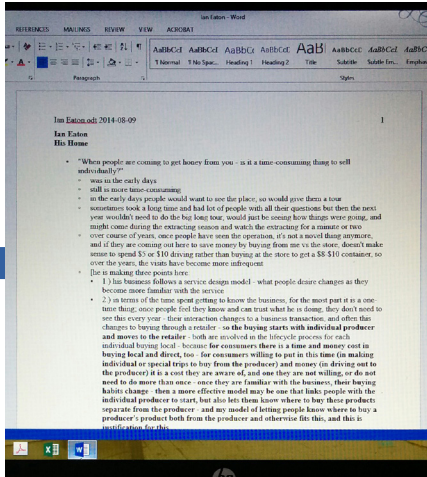 Ian Eaton - Word
REFERENCES MAILINGS REVIEW VIEW ACROBAT
AaBbCcI AaBbCcI AaBbCc AaBbCcC AaBl AaBbCcC AaBbCcI AaBbC
¶ Normal ¶ No Spac... Heading 1 Heading 2 Title Subtitle Subtle Em... Emphas
Paragraph Styles
Ian Eaton.odt 2014-08-09 1
Ian Eaton
His Home
"When people are coming to get honey from you - is it a time-consuming thing to sell
individually?"
was in the early days
still is more time-consuming
in the early days people would want to see the place, so would give them a tour
sometimes took a long time and had lot of people with all their questions but then the next
year wouldn't need to do the big long tour, would just be seeing how things were going, and
might come during the extracting season and watch the extracting for a minute or two
over course of years, once people have seen the operation, it's not a novel thing anymore,
and if they are coming out here to save money by buying from me vs the store, doesn't make
sense to spend $5 or $10 driving rather than buying at the store to get a $8-$10 container, so
over the years, the visits have become more infrequent
[he is making three points here
1.) his business follows a service design model - what people desire changes as they
become more familiar with the service
2.) in terms of the time spent getting to know the business, for the most part it is a one-
time thing; once people feel they know and can trust what he is doing, they don't need to
see this every year - their interaction changes to a business transaction, and often this
changes to buying through a retailer - so the buying starts with individual producer
and moves to the retailer - both are involved in the lifecycle process for each
individual buying local - because for consumers there is a time and money cost in
buying local and direct, too - for consumers willing to put in this time (in making
individual or special trips to buy from the producer) and money (in driving out to
the producer) it is a cost they are aware of, and one they are not willing, or do not
need to do more than once - once they are familiar with the business, their buying
habits change - then a more effective model may be one that links people with the
individual producer to start, but also lets them know where to buy these products
separate from the producer - and my model of letting people know where to buy a
producer's product both from the producer and otherwise fits this, and this is
justification for this
hp